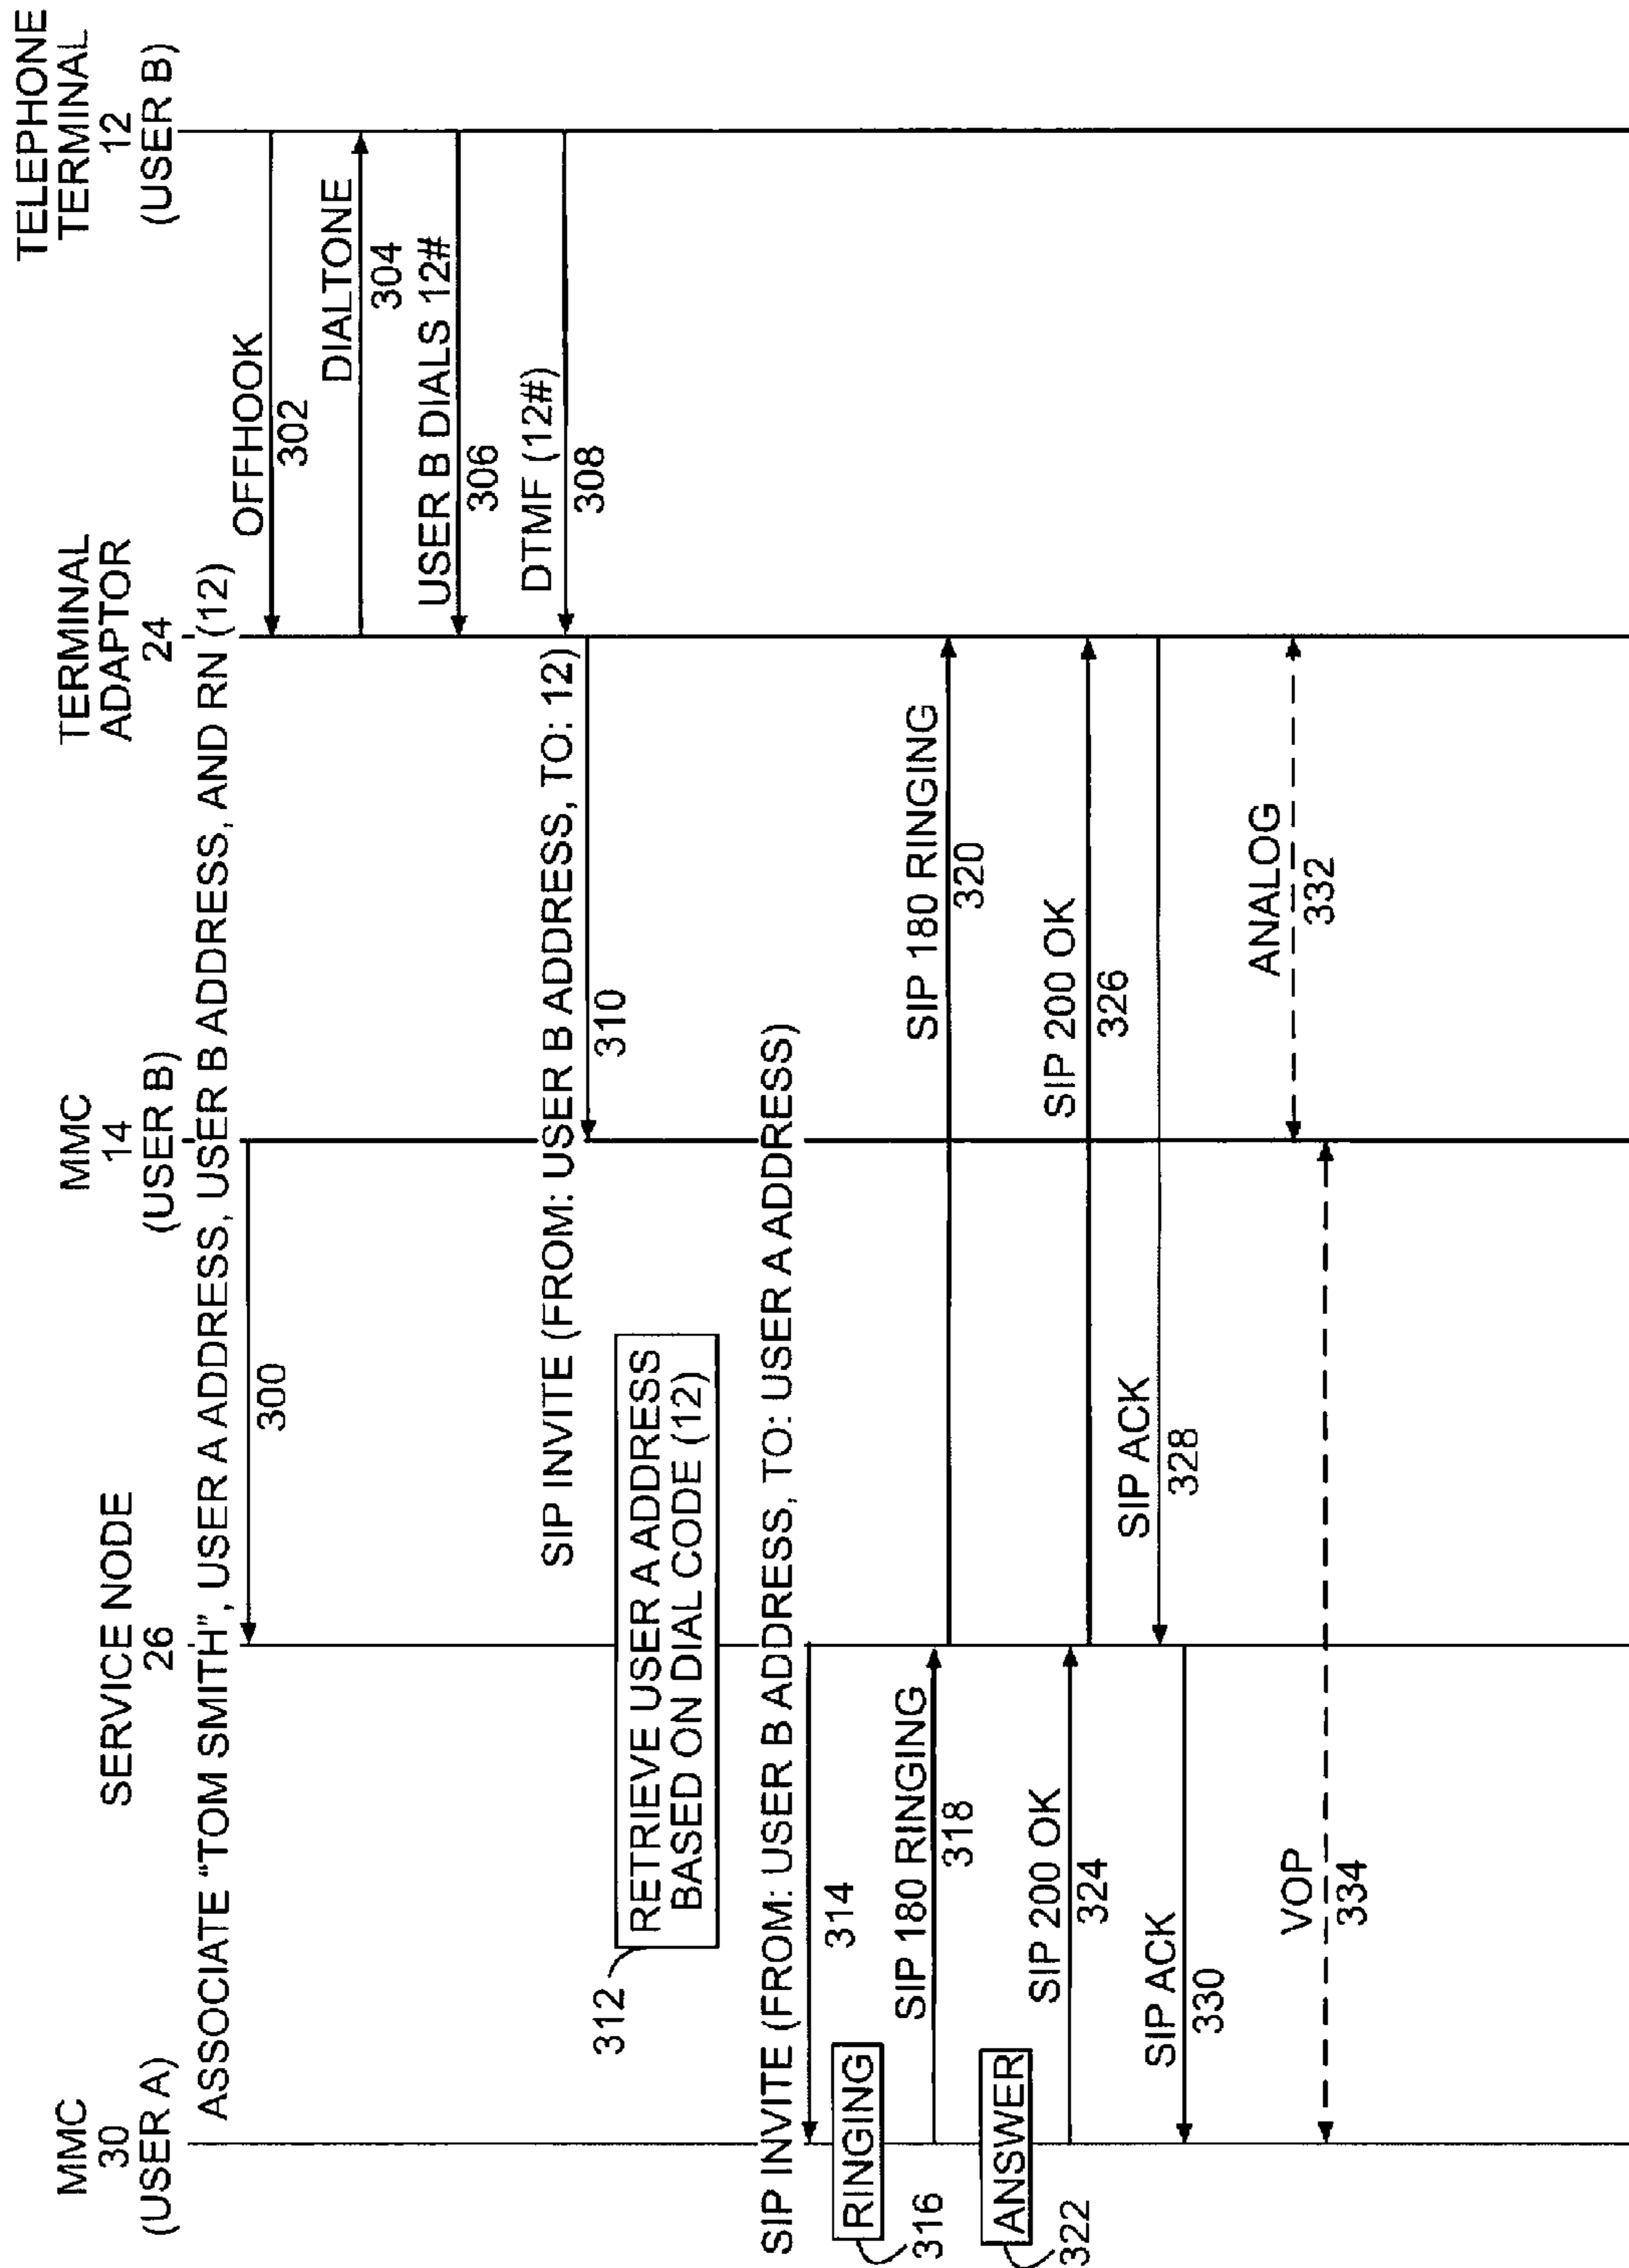 MMC
30
(USER A)
SERVICE NODE
26
MMC
14
(USER B)
TERMINAL
ADAPTOR
24
TELEPHONE
TERMINAL
12
(USER B)
ASSOCIATE "TOM SMITH", USER A ADDRESS, USER B ADDRESS, AND RN (12)
300
OFFHOOK
302
DIALTONE
304
USER B DIALS 12#
306
DTMF (12#)
308
SIP INVITE (FROM: USER B ADDRESS, TO: 12)
310
312
RETRIEVE USER A ADDRESS
BASED ON DIAL CODE (12)
SIP INVITE (FROM: USER B ADDRESS, TO: USER A ADDRESS)
314
RINGING
316
SIP 180 RINGING
318
SIP 180 RINGING
320
ANSWER
322
SIP 200 OK
324
SIP 200 OK
326
SIP ACK
328
SIP ACK
330
ANALOG
332
VOP
334